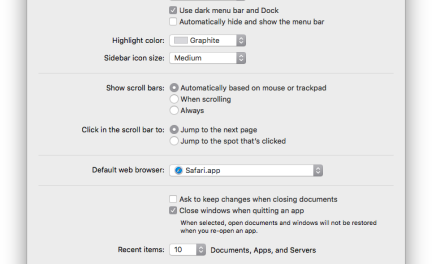 Use dark menu bar and Dock
Automatically hide and show the menu bar
Highlight color: Graphite
Sidebar icon size: Medium
Show scroll bars: Automatically based on mouse or trackpad
When scrolling
Always
Click in the scroll bar to: Jump to the next page
Jump to the spot that's clicked
Default web browser: Safari.app
Ask to keep changes when closing documents
Close windows when quitting an app
When selected, open documents and windows will not be restored
when you re-open an app.
Recent items: 10 Documents, Apps, and Servers